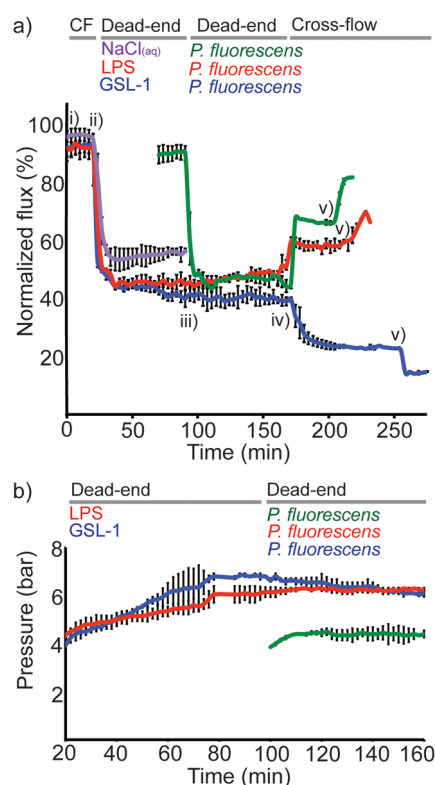 a)
CF Dead-end Dead-end Cross-flow
NaCl(aq) P. fluorescens P. fluorescens
LPS P. fluorescens P. fluorescens
GSL-1 P. fluorescens P. fluorescens
Normalized flux (%)
100
80
60
40
20
i) ii)
iii)
iv)
v)
v)
v)
0 50 100 150 200 250
Time (min)
b)
Dead-end Dead-end
LPS P. fluorescens
GSL-1 P. fluorescens
P. fluorescens
Pressure (bar)
8
6
4
2
20 40 60 80 100 120 140 160
Time (min)